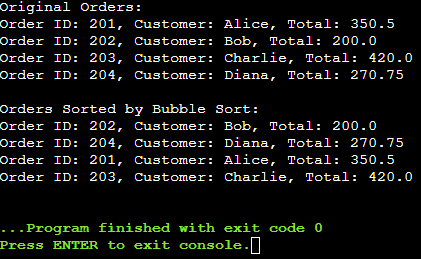 Original Orders:
Order ID: 201, Customer: Alice, Total: 350.5
Order ID: 202, Customer: Bob, Total: 200.0
Order ID: 203, Customer: Charlie, Total: 420.0
Order ID: 204, Customer: Diana, Total: 270.75

Orders Sorted by Bubble Sort:
Order ID: 202, Customer: Bob, Total: 200.0
Order ID: 204, Customer: Diana, Total: 270.75
Order ID: 201, Customer: Alice, Total: 350.5
Order ID: 203, Customer: Charlie, Total: 420.0

...Program finished with exit code 0
Press ENTER to exit console.